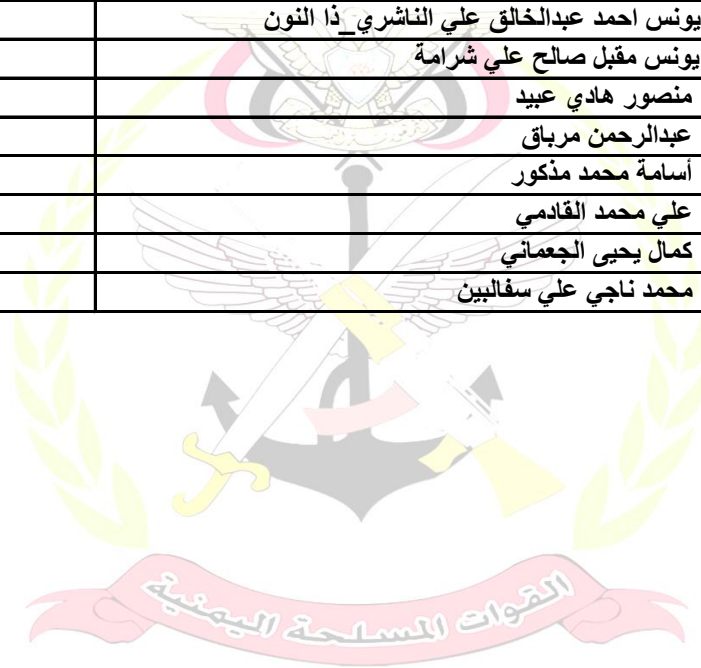 يونس احمد عبدالخالق علي الناشري_ذا النون
يونس مقبل صالح علي شرامة
منصور هادي عبيد
عبدالرحمن مرباق
أسامة محمد مذكور
علي محمد القادمي
كمال يحيى الجعماني
محمد ناجي علي سفالبين
القوات المسلحة اليمنية